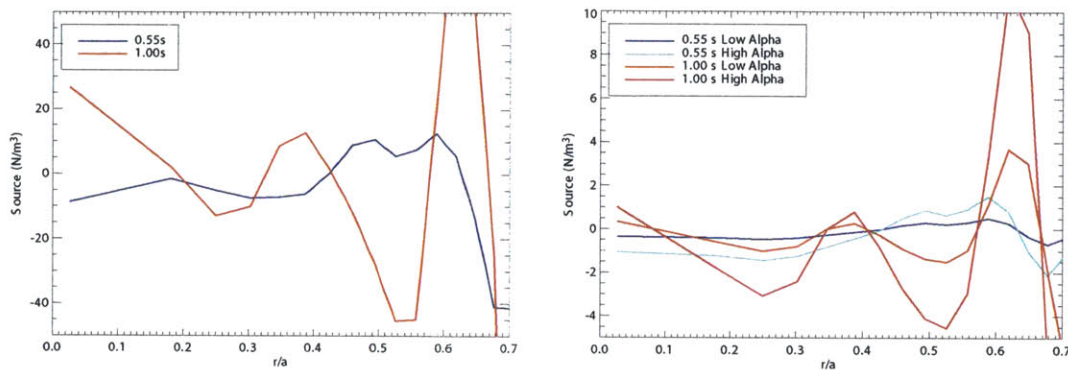 40
20
0
-20
-40
Source (N/m³)
0.55s
1.00s
0.0 0.1 0.2 0.3 0.4 0.5 0.6 0.7
r/a
10
8
6
4
2
0
-2
-4
Source (N/m³)
0.55 s Low Alpha
0.55 s High Alpha
1.00 s Low Alpha
1.00 s High Alpha
0.0 0.1 0.2 0.3 0.4 0.5 0.6 0.7
r/a